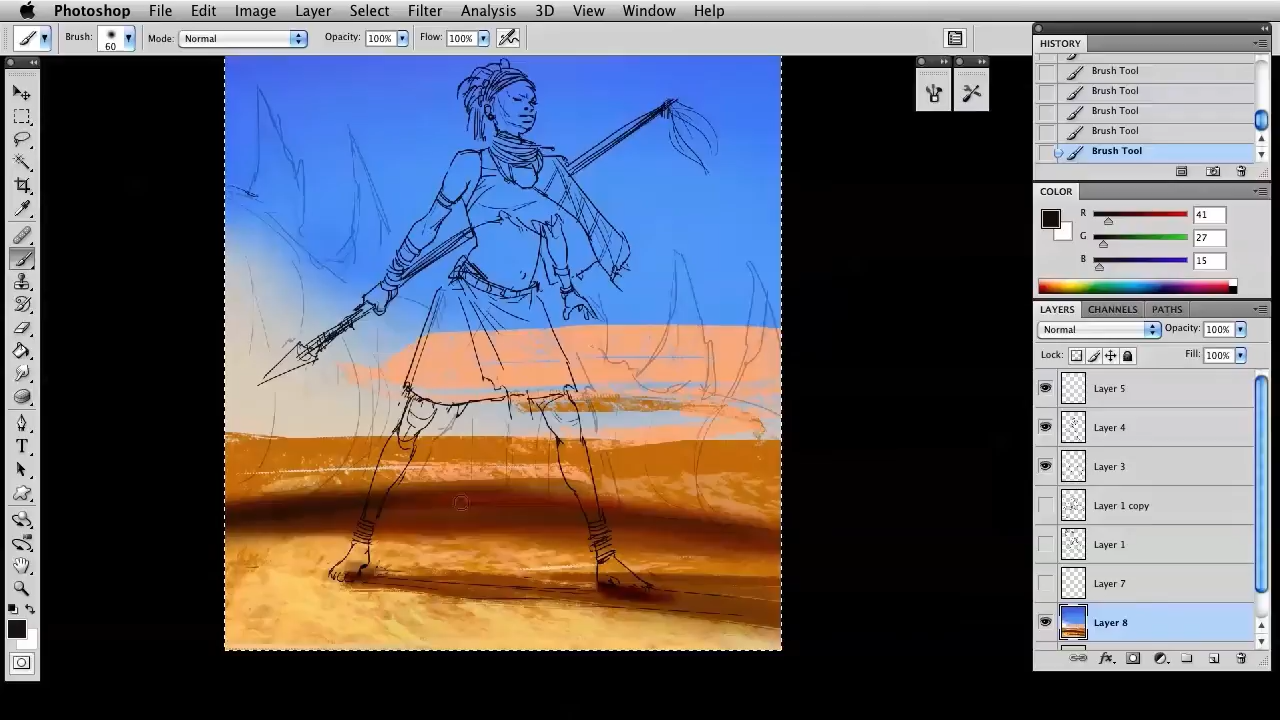 Photoshop File Edit Image Layer Select Filter Analysis 3D View Window Help
Brush: 60 Mode: Normal Opacity: 100% Flow: 100%
HISTORY
Brush Tool
Brush Tool
Brush Tool
Brush Tool
Brush Tool
COLOR
R 41
G 27
B 15
LAYERS CHANNELS PATHS
Normal Opacity: 100%
Lock: Fill: 100%
Layer 5
Layer 4
Layer 3
Layer 1 copy
Layer 1
Layer 7
Layer 8
T
fx